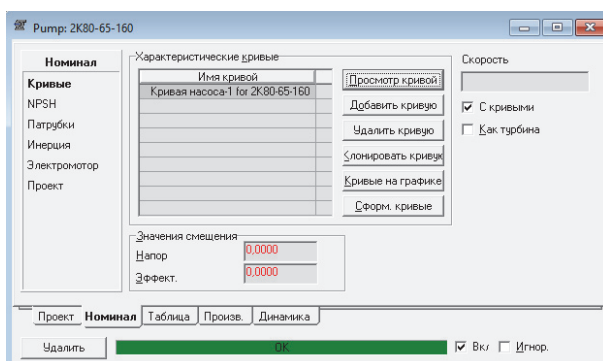 Pump: 2K80-65-160
Номинал
Кривые
NPSH
Патрубки
Инерция
Электромотор
Проект
Характеристические кривые
Имя кривой
Кривая насоса-1 for 2K80-65-160
Просмотр кривой
Добавить кривую
Удалить кривую
Клонировать кривук
Кривые на графике
Сформ. кривые
Скорость
С кривыми
Как турбина
Значения смещения
Напор 0,0000
Эффект. 0,0000
Проект Номинал Таблица Произв. Динамика
Удалить OK Вкл Игнор.